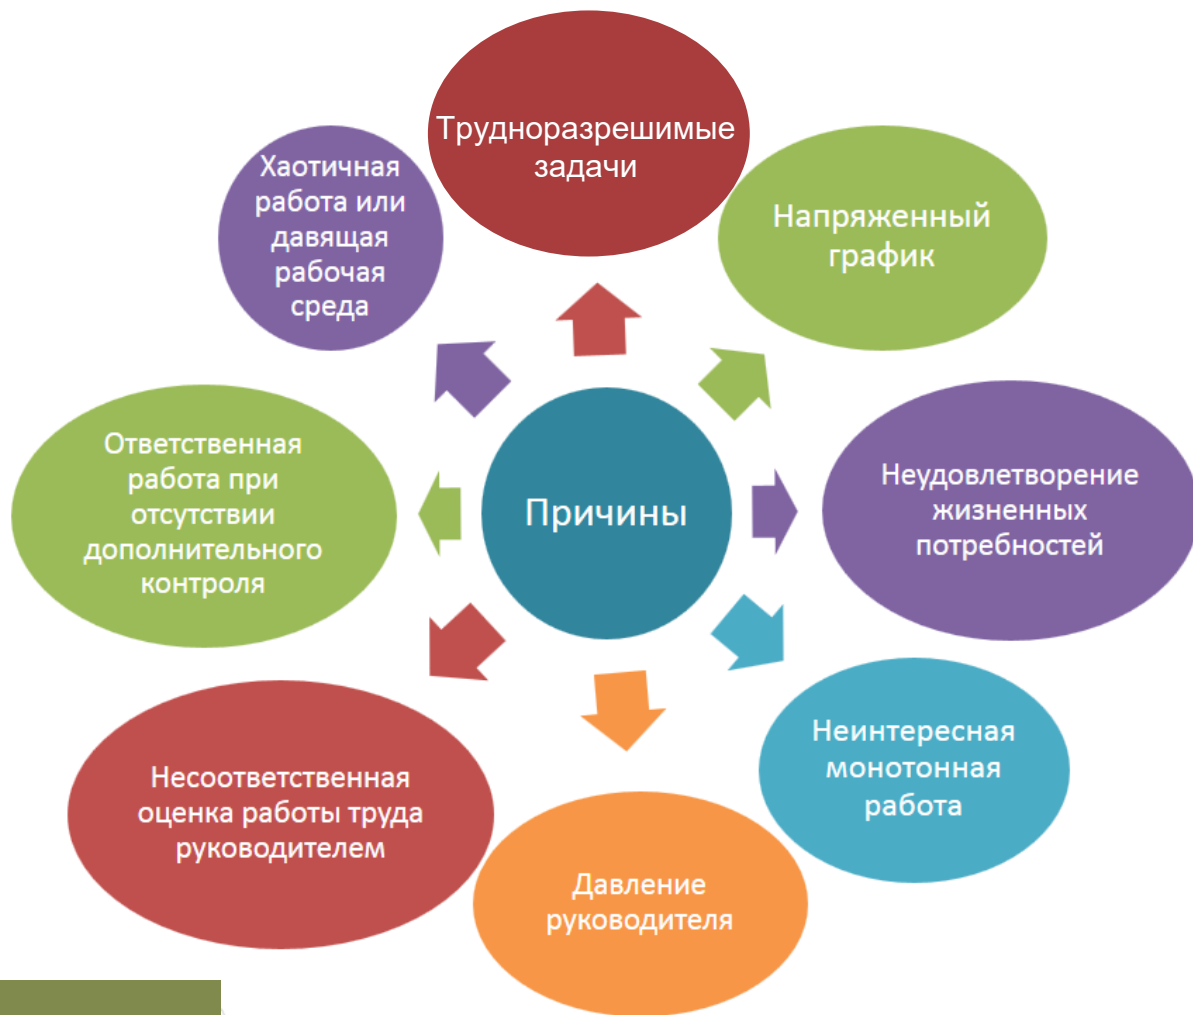 Трудноразрешимые
задачи
Напряженный
график
Неудовлетворение
жизненных
потребностей
Неинтересная
монотонная
работа
Давление
руководителя
Несоответственная
оценка работы труда
руководителем
Ответственная
работа при
отсутствии
дополнительного
контроля
Хаотичная
работа или
давящая
рабочая
среда
Причины